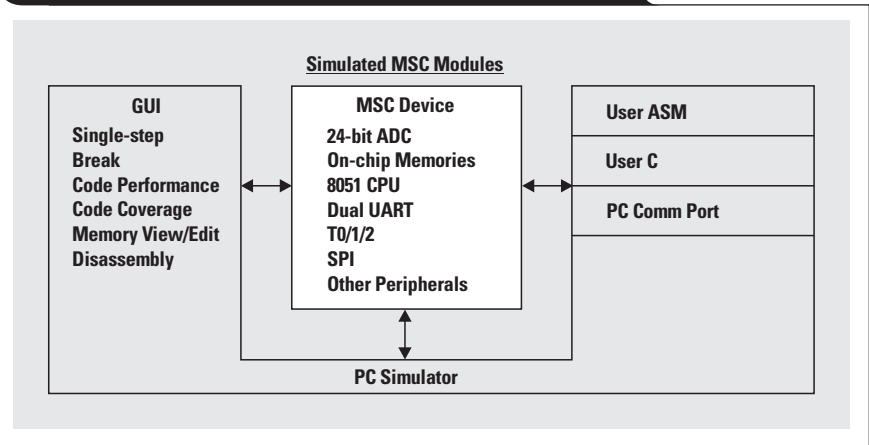 Simulated MSC Modules
GUI
Single-step
Break
Code Performance
Code Coverage
Memory View/Edit
Disassembly
MSC Device
24-bit ADC
On-chip Memories
8051 CPU
Dual UART
T0/1/2
SPI
Other Peripherals
User ASM
User C
PC Comm Port
PC Simulator